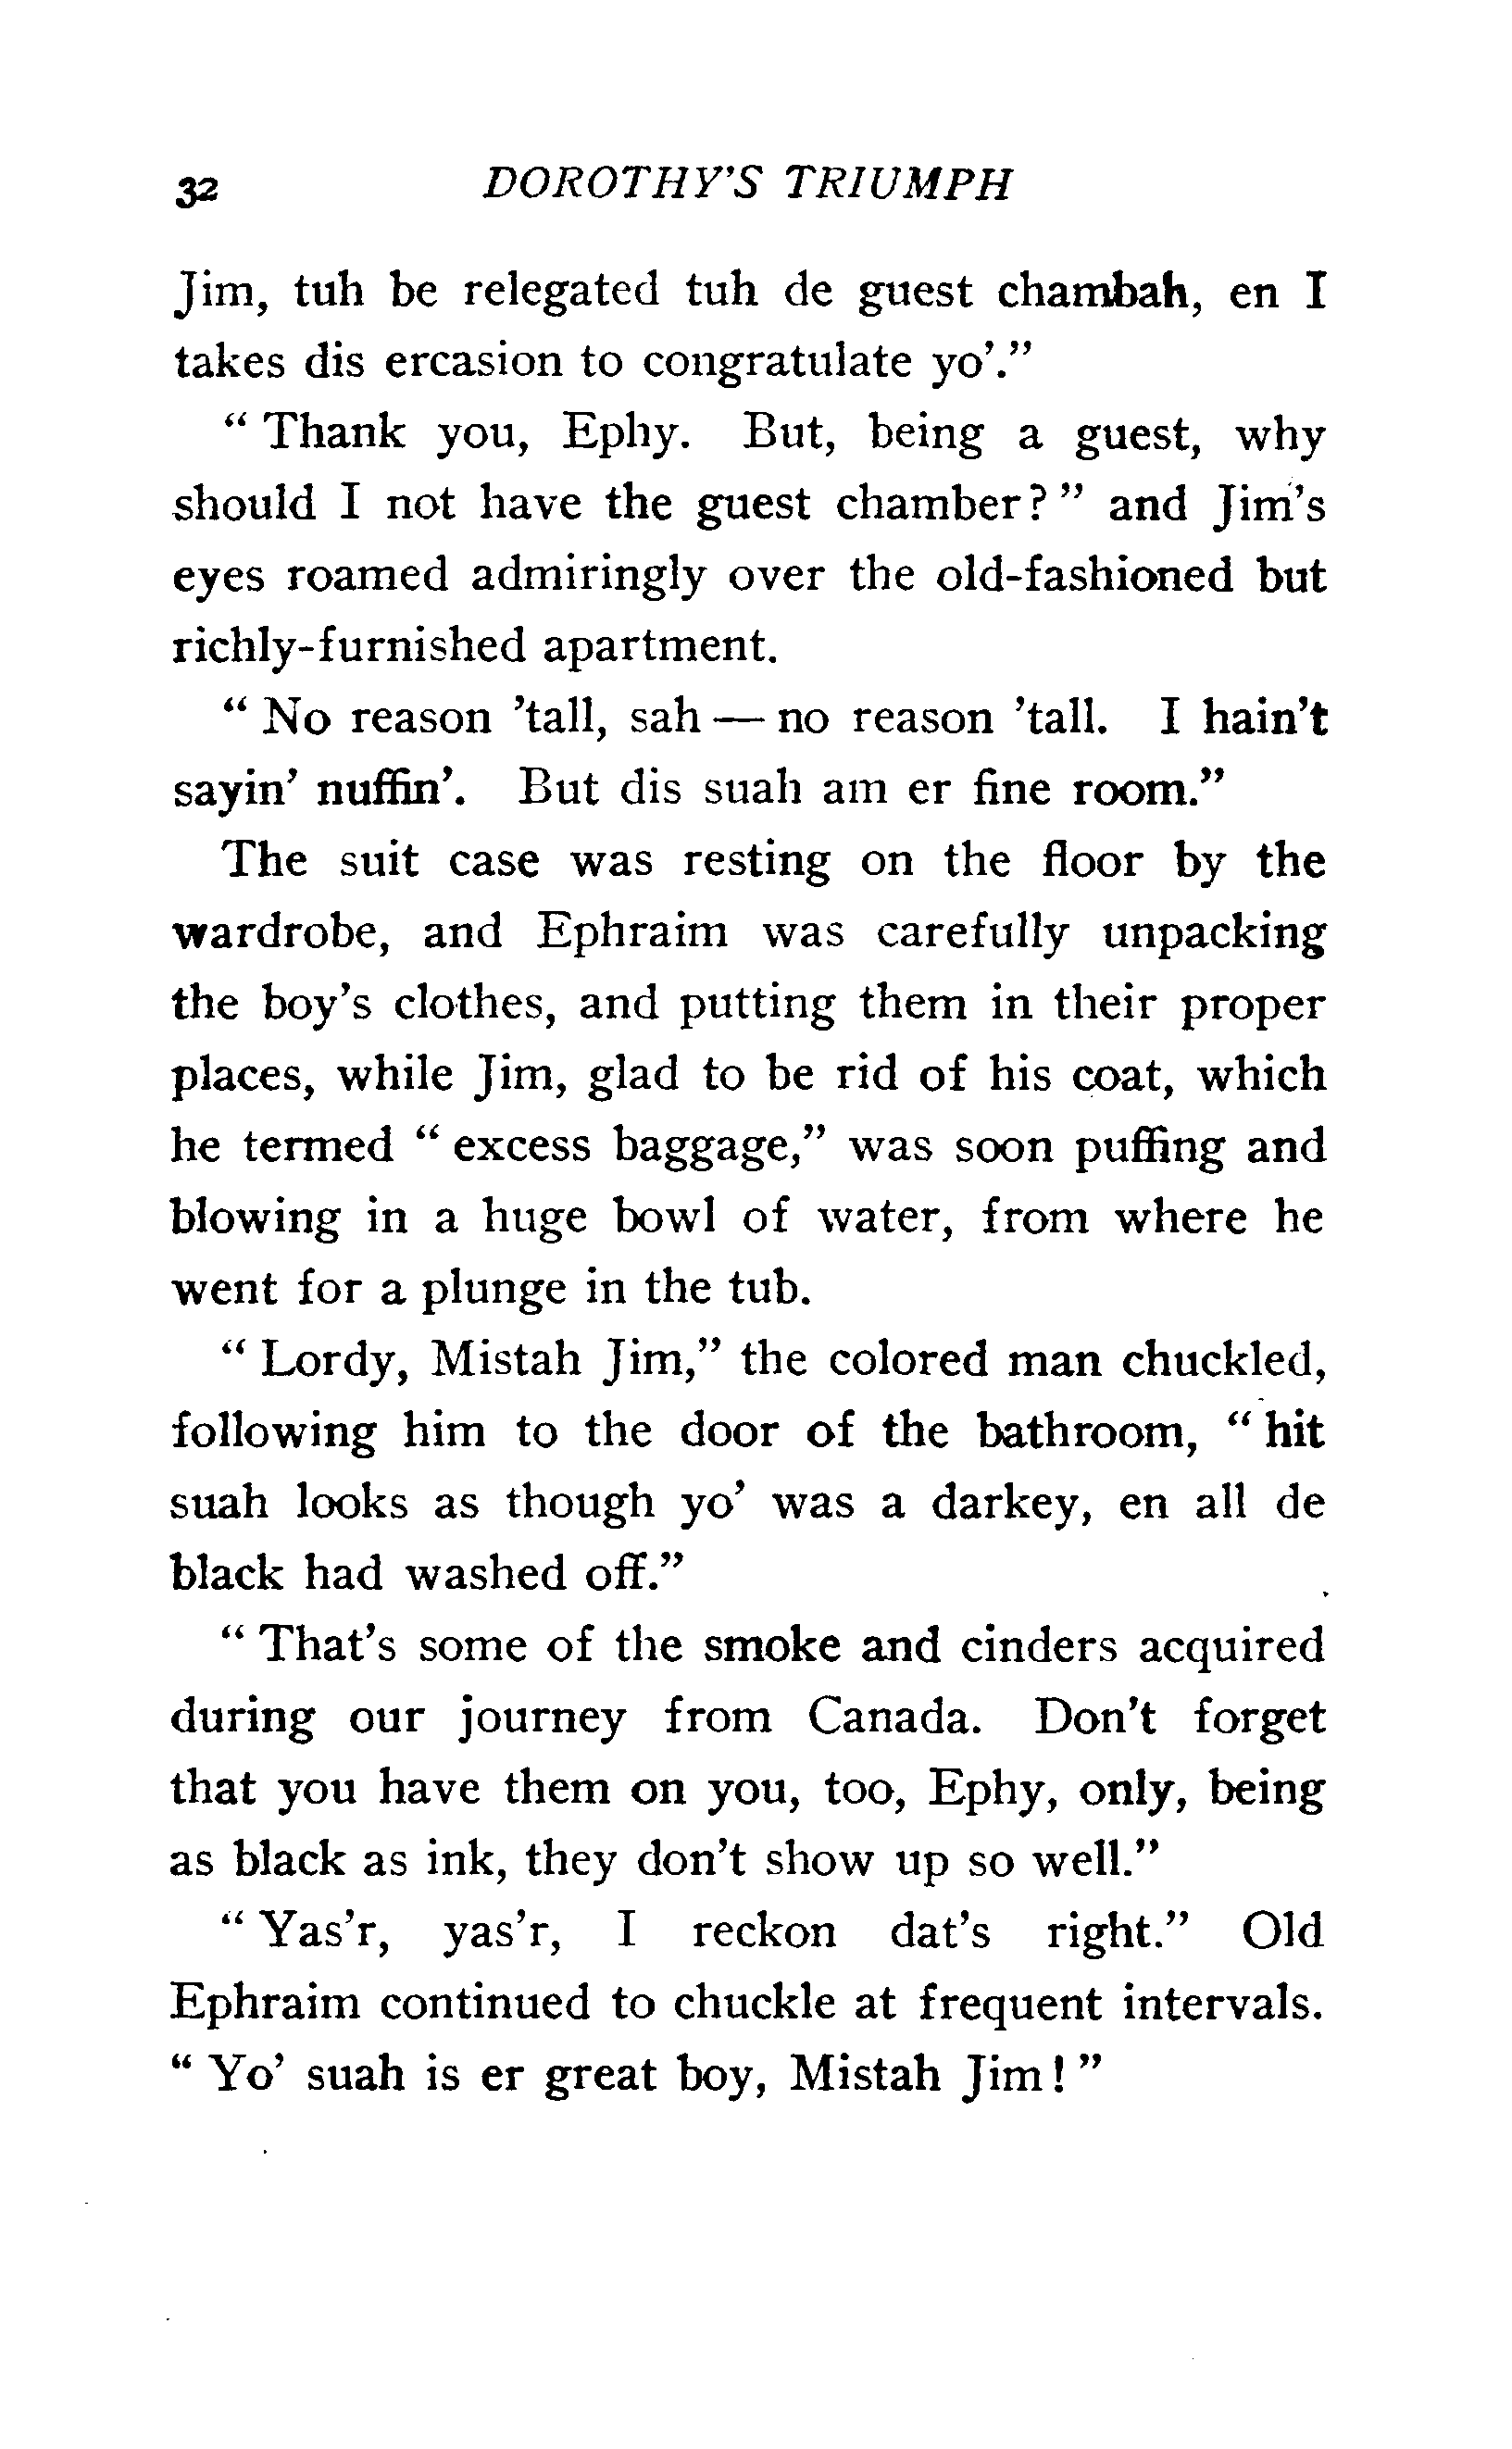 32 DOROTHY'S TRIUMPH
Jim, tuh be relegated tuh de guest chambah, en I
takes dis ercasion to congratulate yo'."
" Thank you, Ephy. But, being a guest, why
should I not have the guest chamber? " and Jim's
eyes roamed admiringly over the old-fashioned but
richly-furnished apartment.
" No reason 'tall, sah — no reason 'tall. I hain't
sayin' nuffin'. But dis suah am er fine room."
The suit case was resting on the floor by the
wardrobe, and Ephraim was carefully unpacking
the boy's clothes, and putting them in their proper
places, while Jim, glad to be rid of his coat, which
he termed " excess baggage," was soon puffing and
blowing in a huge bowl of water, from where he
went for a plunge in the tub.
" Lordy, Mistah Jim," the colored man chuckled,
following him to the door of the bathroom, " hit
suah looks as though yo' was a darkey, en all de
black had washed off."
" That's some of the smoke and cinders acquired
during our journey from Canada. Don't forget
that you have them on you, too, Ephy, only, being
as black as ink, they don't show up so well."
" Yas'r, yas'r, I reckon dat's right." Old
Ephraim continued to chuckle at frequent intervals.
" Yo' suah is er great boy, Mistah Jim! "